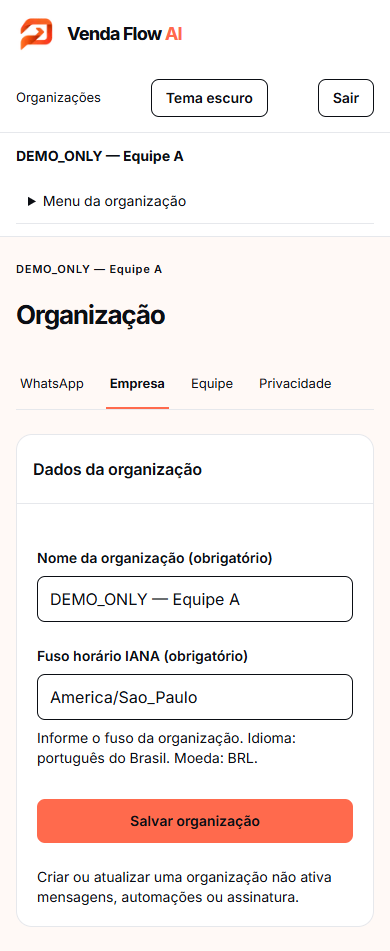 Venda Flow AI
Organizações
Tema escuro
Sair
DEMO_ONLY — Equipe A
▶ Menu da organização
DEMO_ONLY — Equipe A
Organização
WhatsApp
Empresa
Equipe
Privacidade
Dados da organização
Nome da organização (obrigatório)
DEMO_ONLY — Equipe A
Fuso horário IANA (obrigatório)
America/Sao_Paulo
Informe o fuso da organização. Idioma:
português do Brasil. Moeda: BRL.
Salvar organização
Criar ou atualizar uma organização não ativa
mensagens, automações ou assinatura.